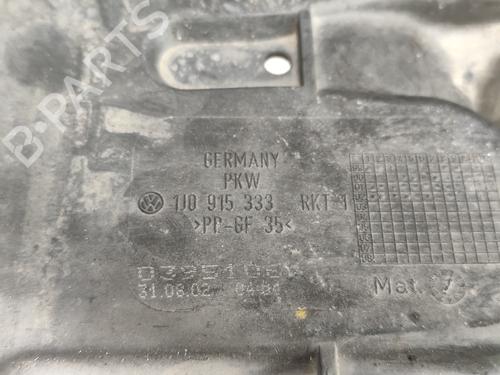 B-PARTS
GERMANY
PKW
1J0 915 333 RKT 1
>PP-GF 35<
31.08.02
Mat.